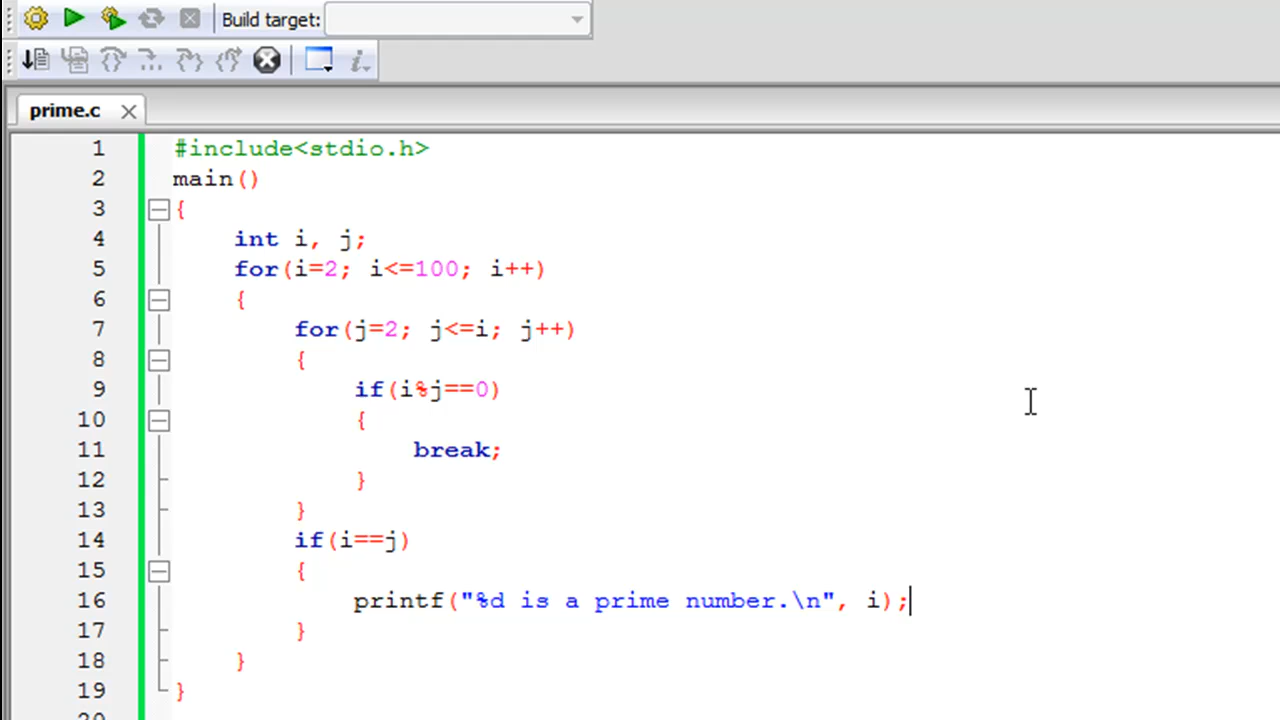 Build target:
prime.c
1 #include<stdio.h>
2 main()
3 {
4 int i, j;
5 for(i=2; i<=100; i++)
6 {
7 for(j=2; j<=i; j++)
8 {
9 if(i%j==0)
10 {
11 break;
12 }
13 }
14 if(i==j)
15 {
16 printf("%d is a prime number.\n", i);
17 }
18 }
19 }
20